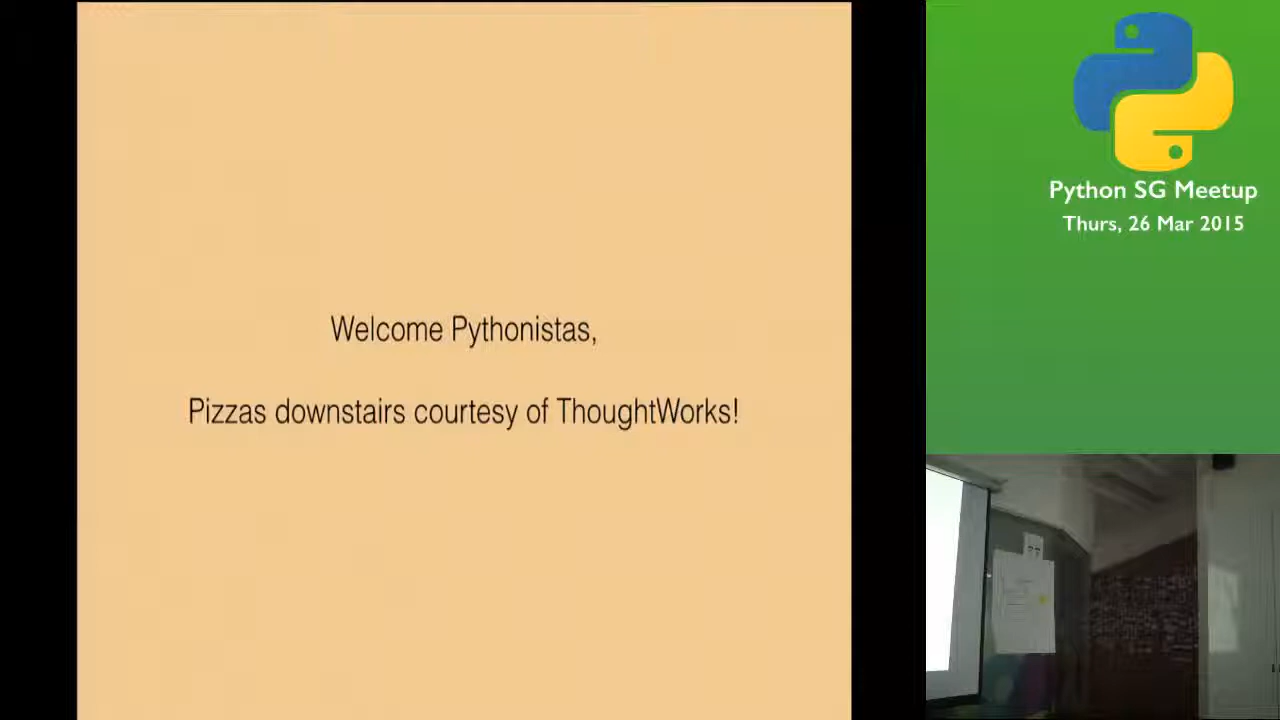 Welcome Pythonistas,
Pizzas downstairs courtesy of ThoughtWorks!
Python SG Meetup
Thurs, 26 Mar 2015